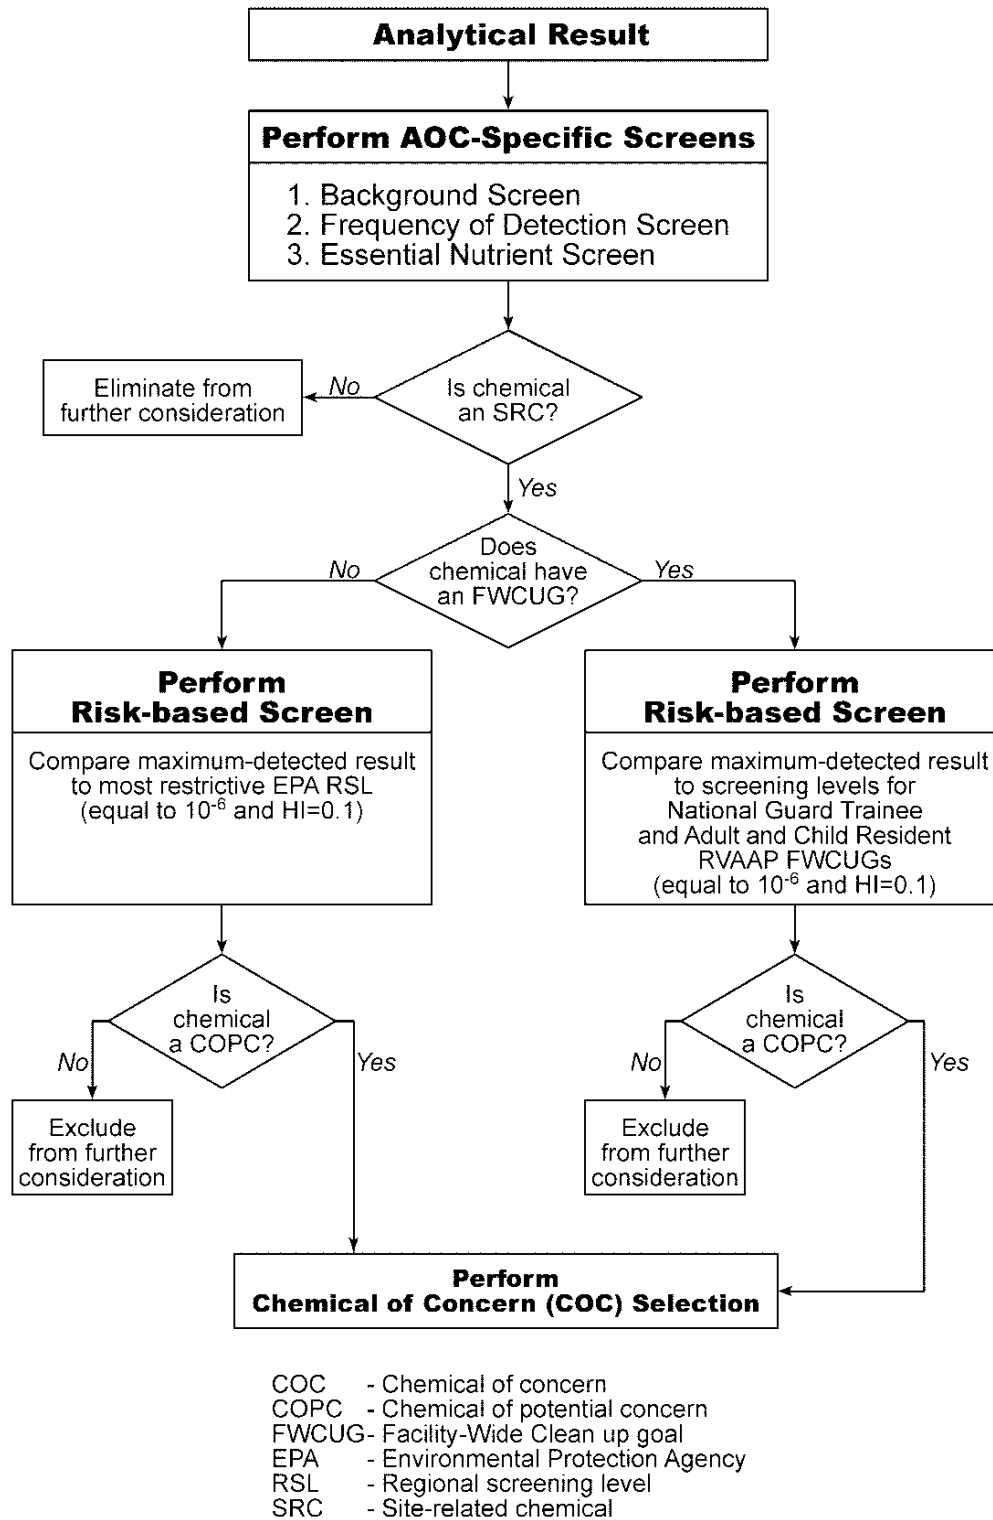 Analytical Result
Perform AOC-Specific Screens
1. Background Screen
2. Frequency of Detection Screen
3. Essential Nutrient Screen
Is chemical
an SRC?
No
Eliminate from
further consideration
Yes
Does
chemical have
an FWCUG?
No
Yes
Perform
Risk-based Screen
Compare maximum-detected result
to most restrictive EPA RSL
(equal to 10⁻⁶ and HI=0.1)
Perform
Risk-based Screen
Compare maximum-detected result
to screening levels for
National Guard Trainee
and Adult and Child Resident
RVAAP FWCUGs
(equal to 10⁻⁶ and HI=0.1)
Is
chemical
a COPC?
No
Yes
Exclude
from further
consideration
Is
chemical
a COPC?
No
Yes
Exclude
from further
consideration
Perform
Chemical of Concern (COC) Selection
COC - Chemical of concern
COPC - Chemical of potential concern
FWCUG- Facility-Wide Clean up goal
EPA - Environmental Protection Agency
RSL - Regional screening level
SRC - Site-related chemical